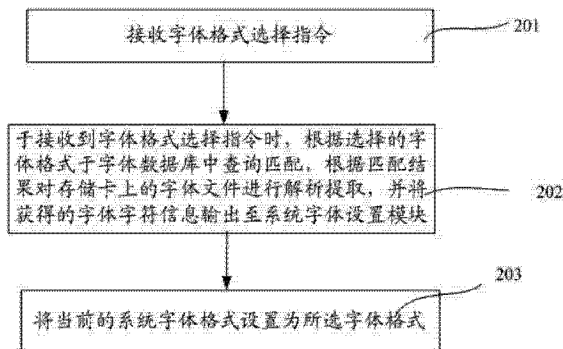 接收字体格式选择指令
201
于接收到字体格式选择指令时，根据选择的字
体格式于字体数据库中查询匹配，根据匹配结
果对存储卡上的字体文件进行解析提取，并将
获得的字体字符信息输出至系统字体设置模块
202
203
将当前的系统字体格式设置为所选字体格式